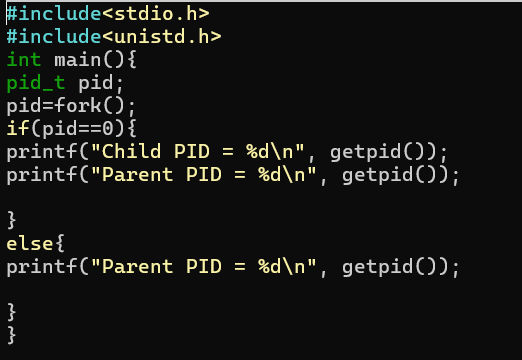 #include<stdio.h>
#include<unistd.h>
int main(){
pid_t pid;
pid=fork();
if(pid==0){
printf("Child PID = %d\n", getpid());
printf("Parent PID = %d\n", getpid());
}
else{
printf("Parent PID = %d\n", getpid());
}
}